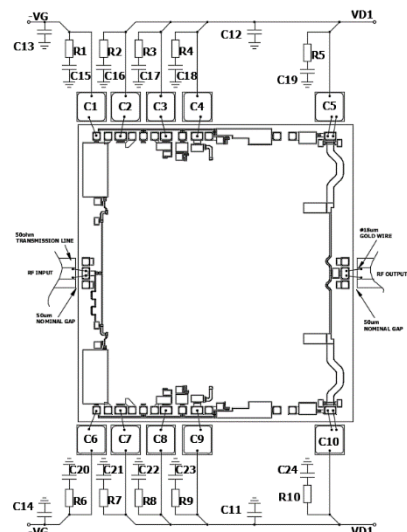 -VG VD1
C13 C12
R1 R2 R3 R4 R5
C15 C16 C17 C18 C19
C1 C2 C3 C4 C5
50ohm
TRANSMISSION LINE
Ø18um
GOLD WIRE
RF INPUT RF OUTPUT
50um
NOMINAL GAP
50um
NOMINAL GAP
C6 C7 C8 C9 C10
C20 C21 C22 C23 C24
R6 R7 R8 R9 R10
C14 C11
-VG VD1